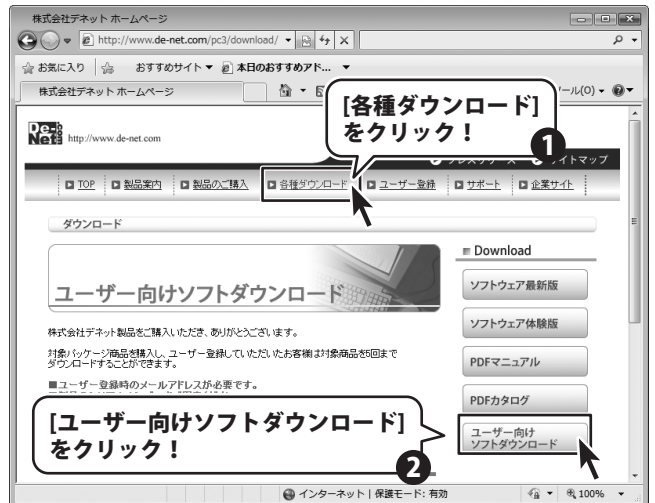 株式会社デネット ホームページ
http://www.de-net.com/pc3/download/
お気に入り おすすめサイト 本日のおすすめアド...
株式会社デネット ホームページ
ツール(O)
[各種ダウンロード]
をクリック！
1
De-Net
http://www.de-net.com
プレスリリース サイトマップ
TOP 製品案内 製品のご購入 各種ダウンロード ユーザー登録 サポート 企業サイト
ダウンロード
ユーザー向けソフトダウンロード
株式会社デネット製品をご購入いただき、ありがとうございます。
対象パッケージ商品を購入し、ユーザー登録していただいたお客様は対象商品を5回まで
ダウンロードすることができます。
■ユーザー登録時のメールアドレスが必要です。
Download
ソフトウェア最新版
ソフトウェア体験版
PDFマニュアル
PDFカタログ
ユーザー向け
ソフトダウンロード
[ユーザー向けソフトダウンロード]
をクリック！
2
インターネット | 保護モード: 有効
100%